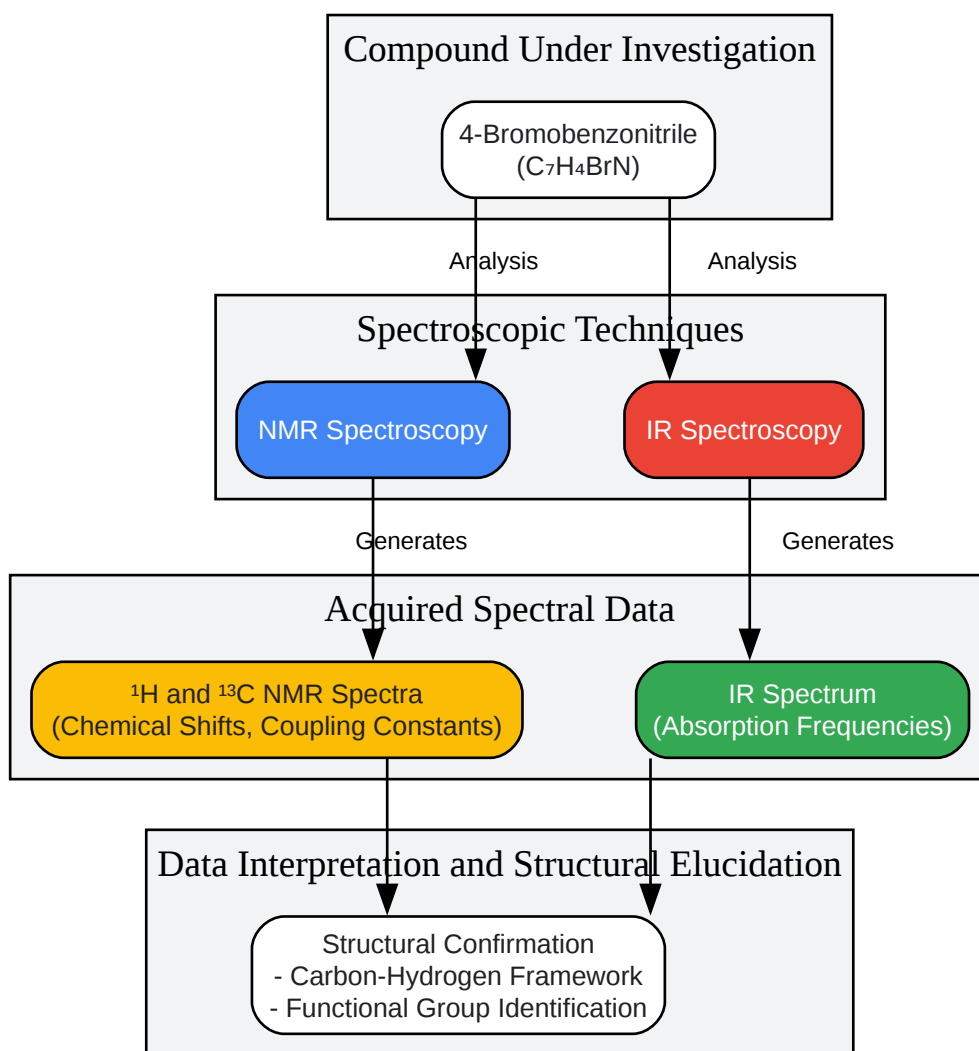 Compound Under Investigation
4-Bromobenzonitrile
(C₇H₄BrN)
Analysis
Analysis
Spectroscopic Techniques
NMR Spectroscopy
IR Spectroscopy
Generates
Generates
Acquired Spectral Data
¹H and ¹³C NMR Spectra
(Chemical Shifts, Coupling Constants)
IR Spectrum
(Absorption Frequencies)
Data Interpretation and Structural Elucidation
Structural Confirmation
- Carbon-Hydrogen Framework
- Functional Group Identification